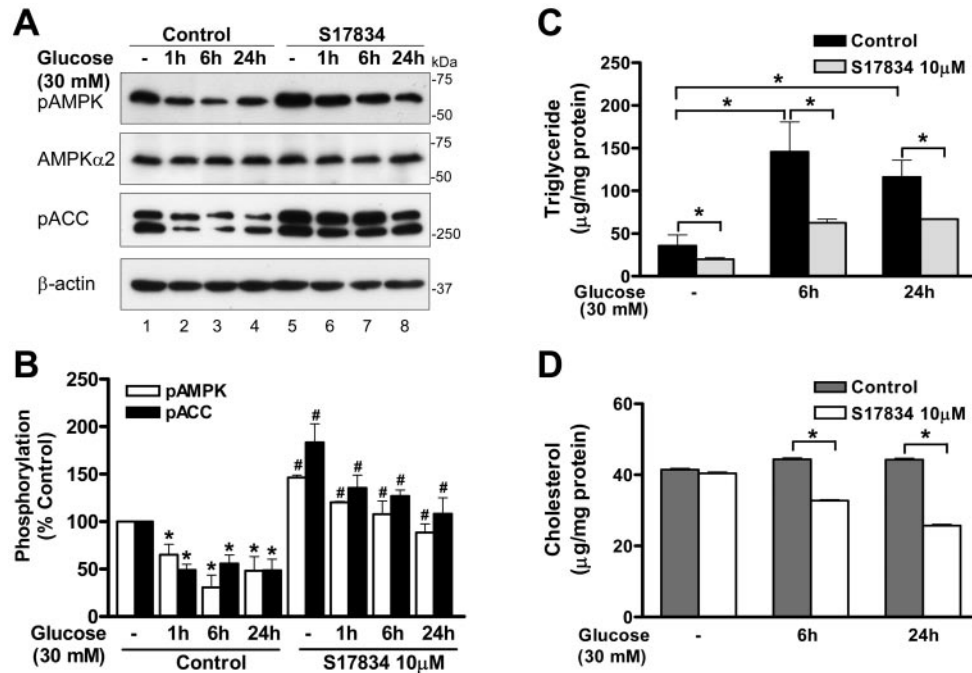 A
Control S17834
Glucose - 1h 6h 24h - 1h 6h 24h kDa
(30 mM)
pAMPK
-75
-50
AMPKα2
-75
-50
pACC
-250
β-actin
-37
1 2 3 4 5 6 7 8
B
pAMPK
pACC
Phosphorylation
(% Control)
250
200
150
100
50
0
* * * * * *
# # # # # # # #
Glucose - 1h 6h 24h - 1h 6h 24h
(30 mM)
Control S17834 10μM
C
Control
S17834 10μM
Triglyceride
(μg/mg protein)
250
200
150
100
50
0
*
* *
*
*
Glucose - 6h 24h
(30 mM)
D
Control
S17834 10μM
Cholesterol
(μg/mg protein)
60
40
20
0
* *
Glucose - 6h 24h
(30 mM)